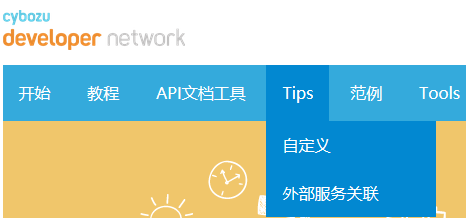 cybozu
developer network
开始 教程 API文档工具 Tips 范例 Tools
自定义
外部服务关联